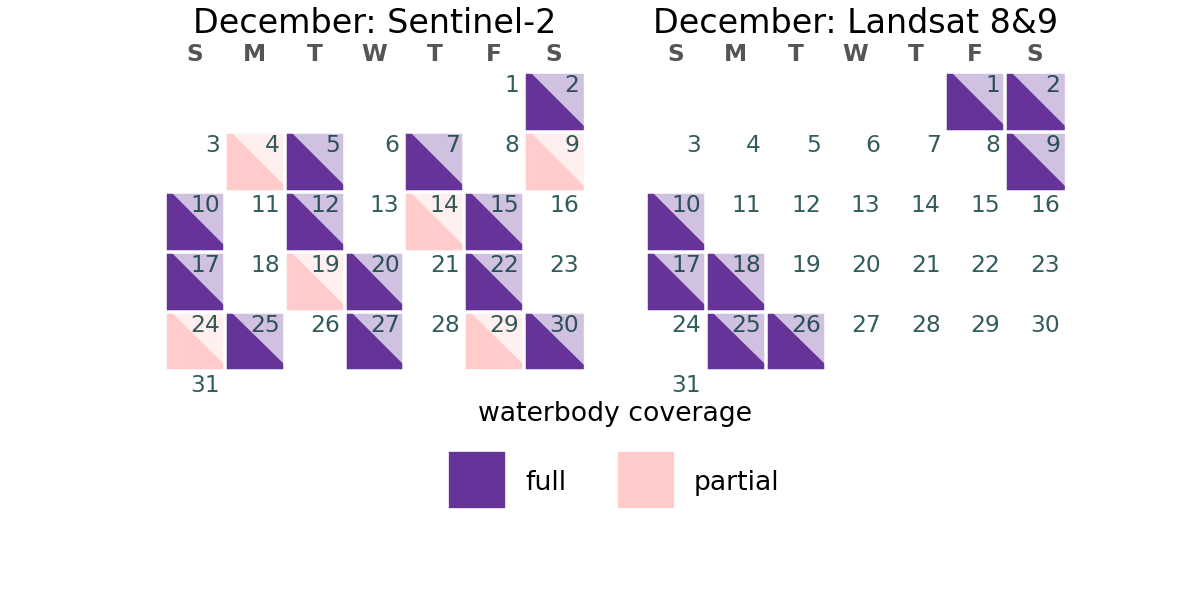 December: Sentinel-2
S M T W T F S
1 2
3 4 5 6 7 8 9
10 11 12 13 14 15 16
17 18 19 20 21 22 23
24 25 26 27 28 29 30
31
December: Landsat 8&9
S M T W T F S
1 2
3 4 5 6 7 8 9
10 11 12 13 14 15 16
17 18 19 20 21 22 23
24 25 26 27 28 29 30
31
waterbody coverage
full partial